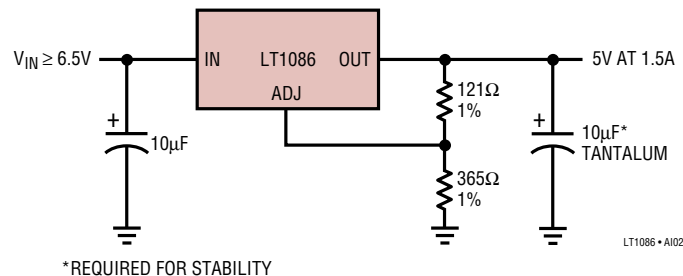 V_IN ≥ 6.5V
IN LT1086 OUT
ADJ
5V AT 1.5A
121Ω
1%
+
10µF
365Ω
1%
+
10µF*
TANTALUM
*REQUIRED FOR STABILITY
LT1086 • AI02